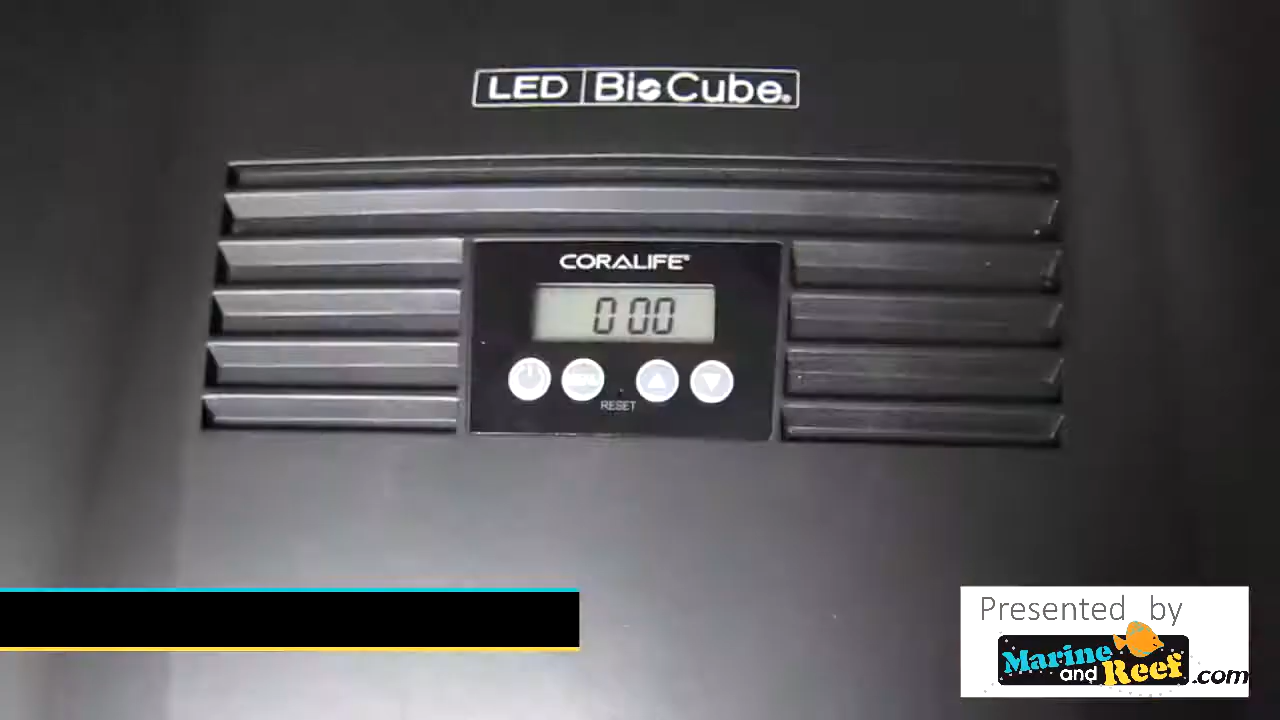 LED BioCube®
CORALIFE®
0 00
RESET
Presented by
Marine
and Reef.com